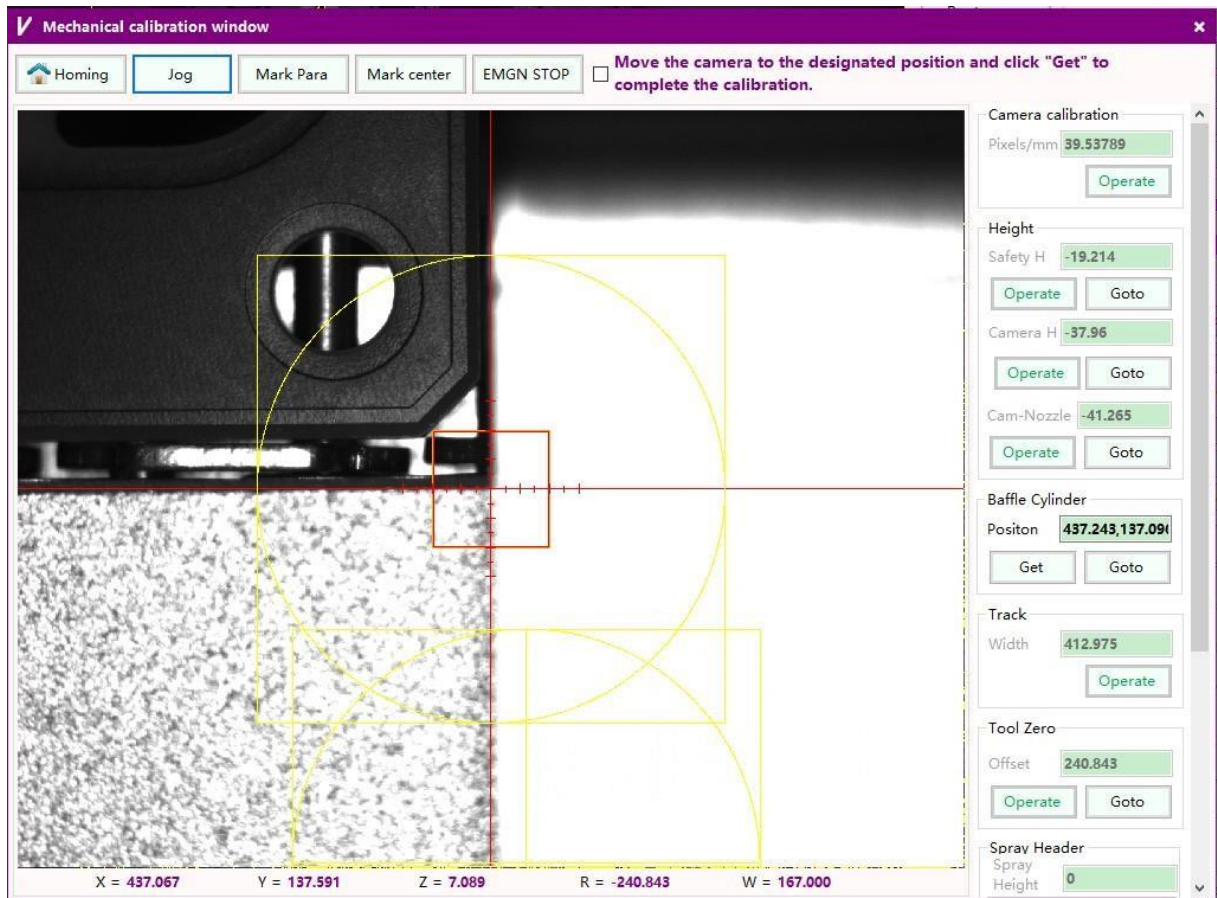 Mechanical calibration window
Homing Jog Mark Para Mark center EMGN STOP
Move the camera to the designated position and click "Get" to
complete the calibration.
Camera calibration
Pixels/mm 39.53789
Operate
Height
Safety H -19.214
Operate Goto
Camera H -37.96
Operate Goto
Cam-Nozzle -41.265
Operate Goto
Baffle Cylinder
Positon 437.243,137.09
Get Goto
Track
Width 412.975
Operate
Tool Zero
Offset 240.843
Operate Goto
Spray Header
Spray
Height 0
X = 437.067 Y = 137.591 Z = 7.089 R = -240.843 W = 167.000